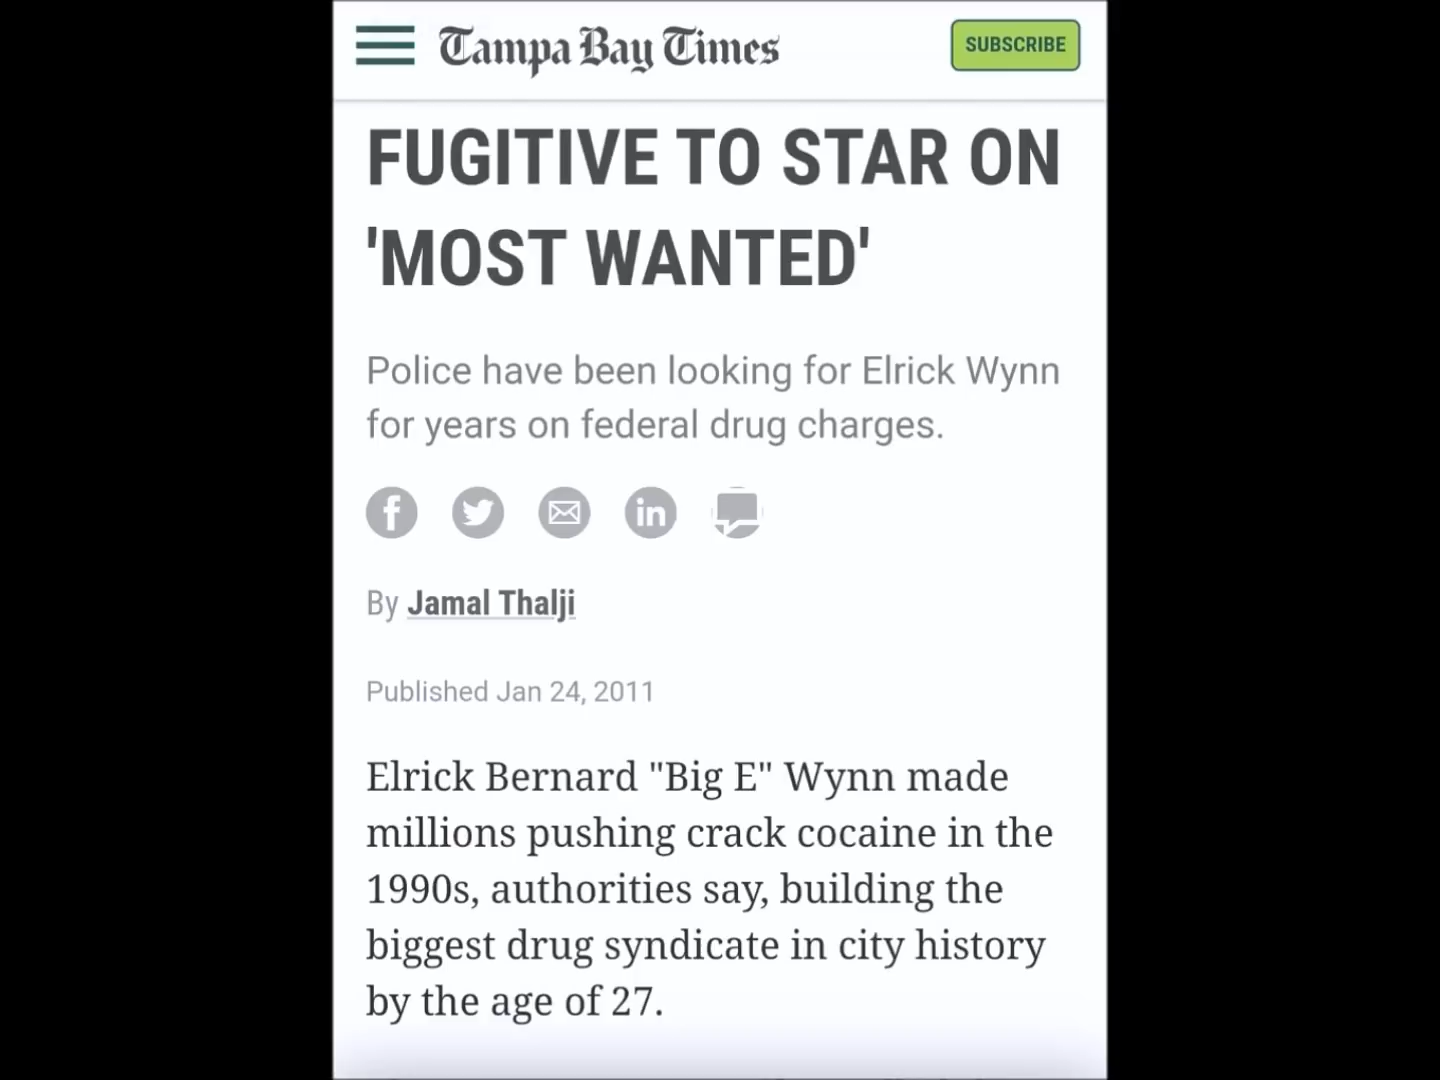 Tampa Bay Times
SUBSCRIBE
FUGITIVE TO STAR ON
'MOST WANTED'
Police have been looking for Elrick Wynn
for years on federal drug charges.
By Jamal Thalji
Published Jan 24, 2011
Elrick Bernard "Big E" Wynn made
millions pushing crack cocaine in the
1990s, authorities say, building the
biggest drug syndicate in city history
by the age of 27.